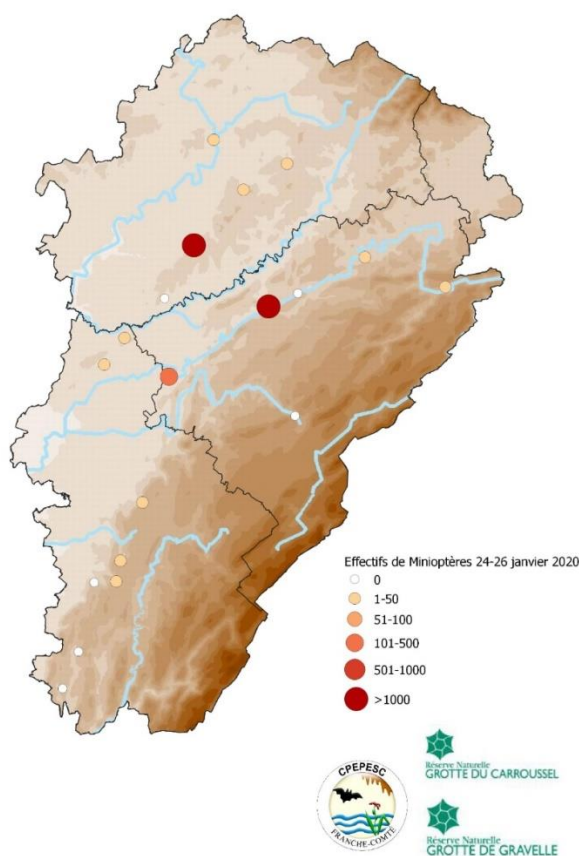 Effectifs de Minioptères 24-26 janvier 2020
0
1-50
51-100
101-500
501-1000
>1000
CPEPESC
FRANCHE-COMTE
Réserve Naturelle
GROTTE DU CARROUSSEL
Réserve Naturelle
GROTTE DE GRAVELLE